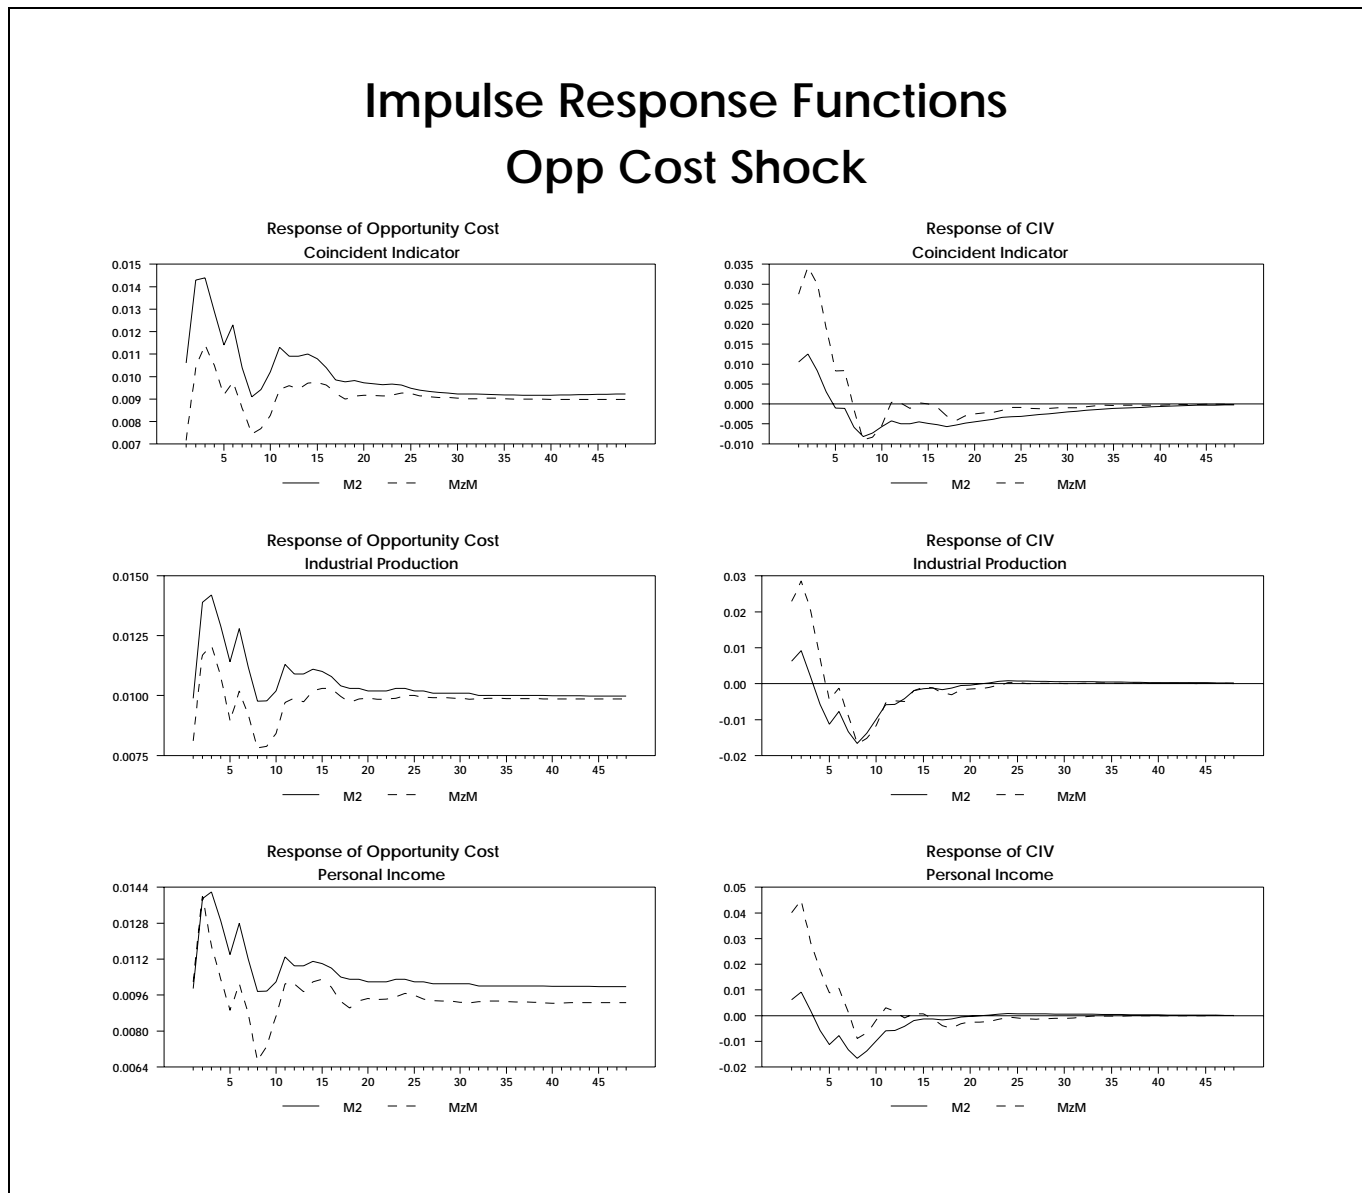 Impulse Response Functions
Opp Cost Shock
Response of Opportunity Cost
Coincident Indicator
0.015
0.014
0.013
0.012
0.011
0.010
0.009
0.008
0.007
5 10 15 20 25 30 35 40 45
M2 MzM
Response of CIV
Coincident Indicator
0.035
0.030
0.025
0.020
0.015
0.010
0.005
0.000
-0.005
-0.010
5 10 15 20 25 30 35 40 45
M2 MzM
Response of Opportunity Cost
Industrial Production
0.0150
0.0125
0.0100
0.0075
5 10 15 20 25 30 35 40 45
M2 MzM
Response of CIV
Industrial Production
0.03
0.02
0.01
0.00
-0.01
-0.02
5 10 15 20 25 30 35 40 45
M2 MzM
Response of Opportunity Cost
Personal Income
0.0144
0.0128
0.0112
0.0096
0.0080
0.0064
5 10 15 20 25 30 35 40 45
M2 MzM
Response of CIV
Personal Income
0.05
0.04
0.03
0.02
0.01
0.00
-0.01
-0.02
5 10 15 20 25 30 35 40 45
M2 MzM